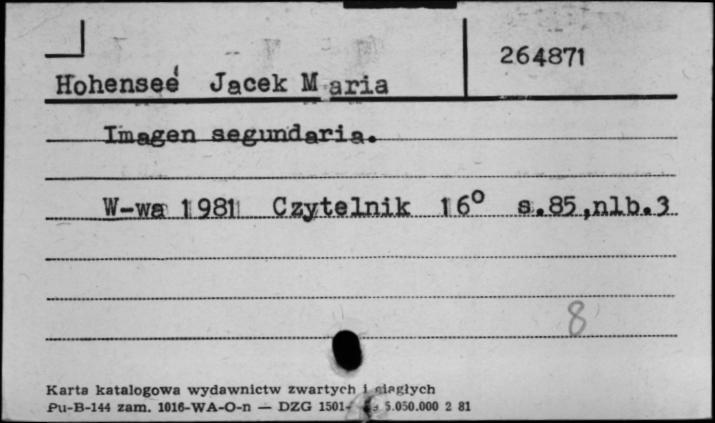 264871
Hohenseé Jacek Maria
Imagen segundaria.
W-wa 1981 Czytelnik 16° s.85,nlb.3
8
Karta katalogowa wydawnictw zwartych i ciągłych
Pu-B-144 zam. 1016-WA-O-n — DZG 1501- 5.050.000 2 81